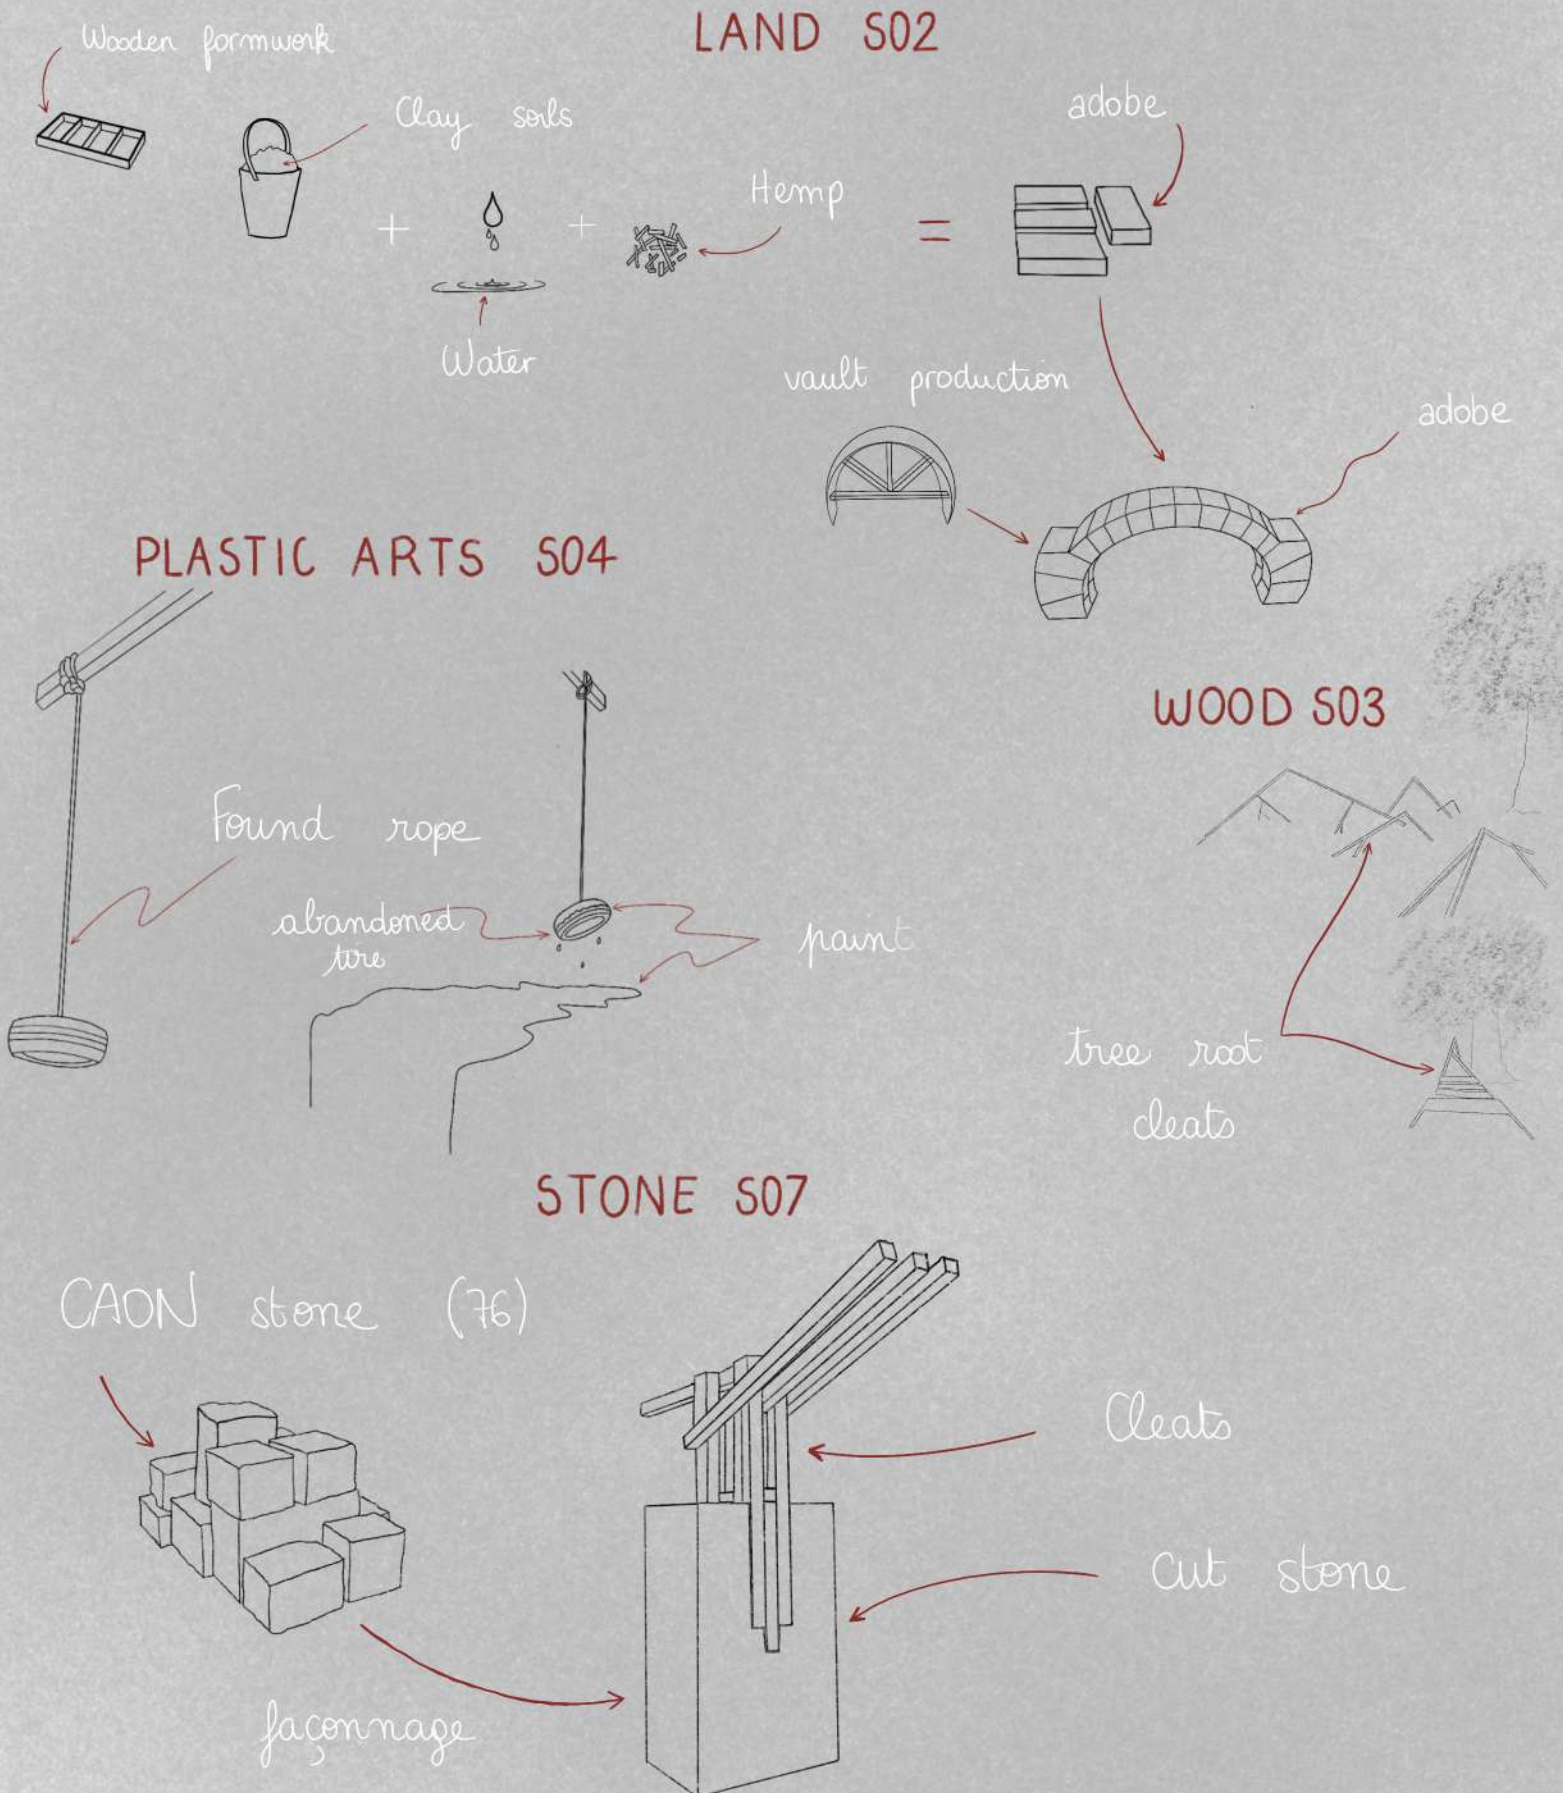 LAND S02
Wooden formwork
Clay soils
adobe
Hemp
+
+
=
Water
vault production
adobe
PLASTIC ARTS S04
WOOD S03
Found rope
abandoned
tire
paint
tree root
cleats
STONE S07
CAON stone (76)
Cleats
cut stone
façonnage